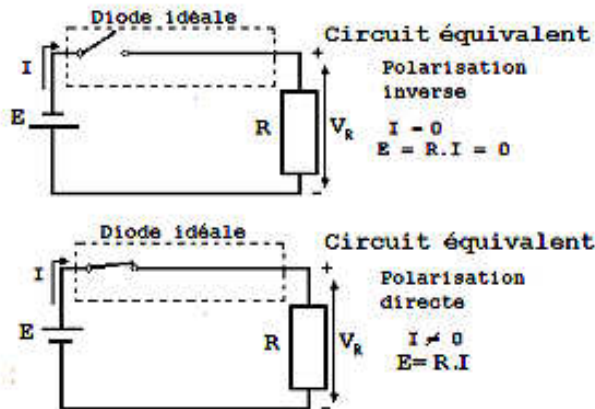 Diode idéale
Circuit équivalent
I
+
Polarisation
inverse
E
R
V_R
I = 0
E = R.I = 0
-
Diode idéale
Circuit équivalent
I
+
Polarisation
directe
E
R
V_R
I ≠ 0
E= R.I
-